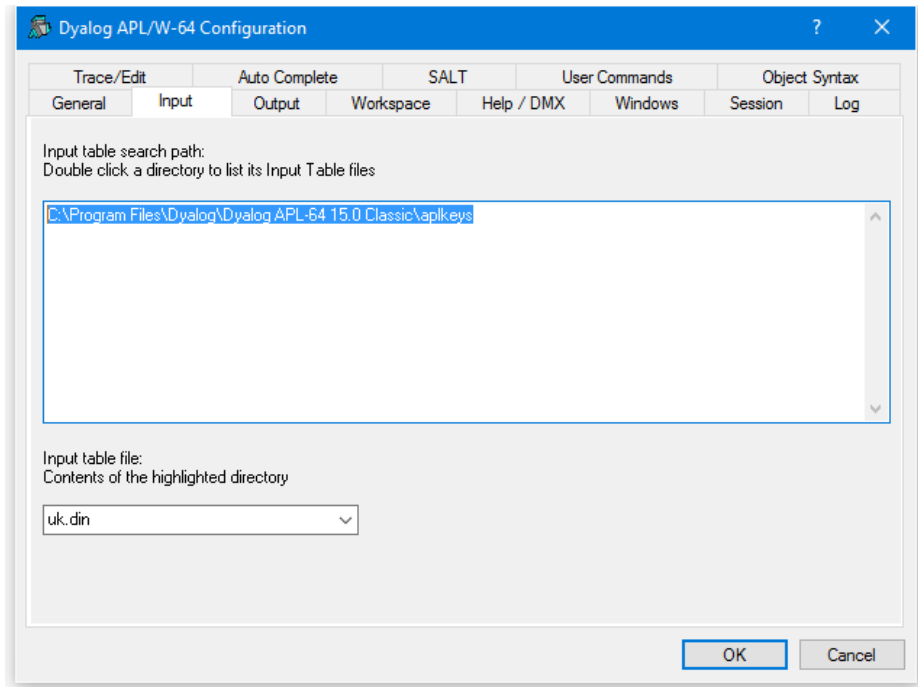 Dyalog APL/W-64 Configuration ?
Trace/Edit Auto Complete SALT User Commands Object Syntax
General Input Output Workspace Help / DMX Windows Session Log
Input table search path:
Double click a directory to list its Input Table files
C:\Program Files\Dyalog\Dyalog APL-64 15.0 Classic\aplkeys
Input table file:
Contents of the highlighted directory
uk.din
OK Cancel